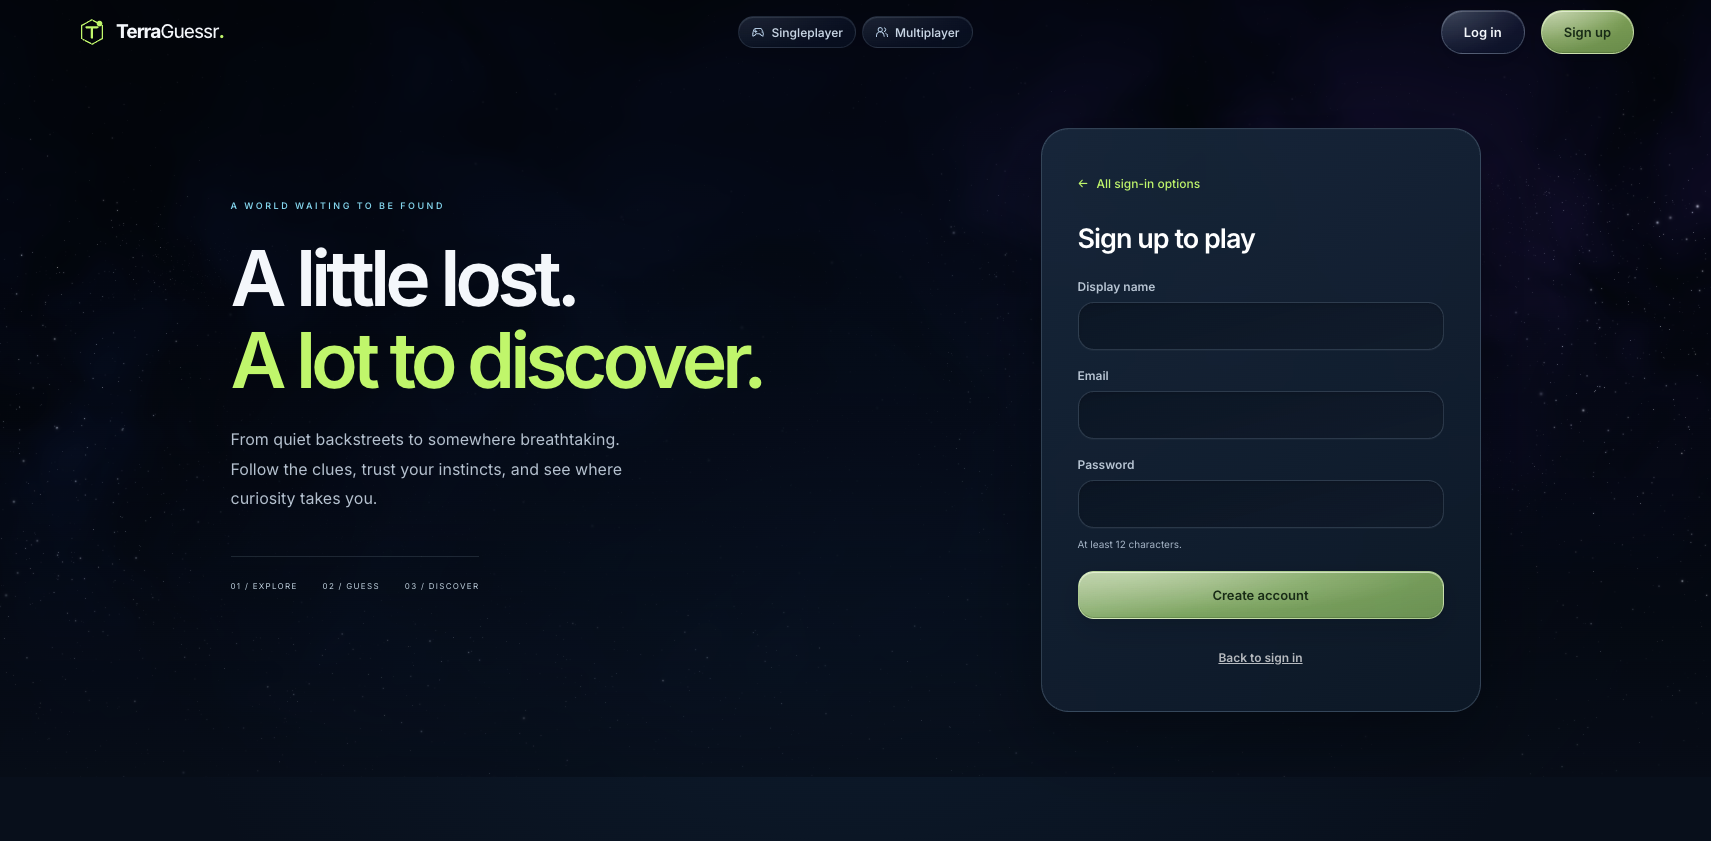 TerraGuessr.
Singleplayer
Multiplayer
Log in
Sign up
A WORLD WAITING TO BE FOUND
A little lost.
A lot to discover.
From quiet backstreets to somewhere breathtaking.
Follow the clues, trust your instincts, and see where
curiosity takes you.
01 / EXPLORE
02 / GUESS
03 / DISCOVER
← All sign-in options
Sign up to play
Display name
Email
Password
At least 12 characters.
Create account
Back to sign in